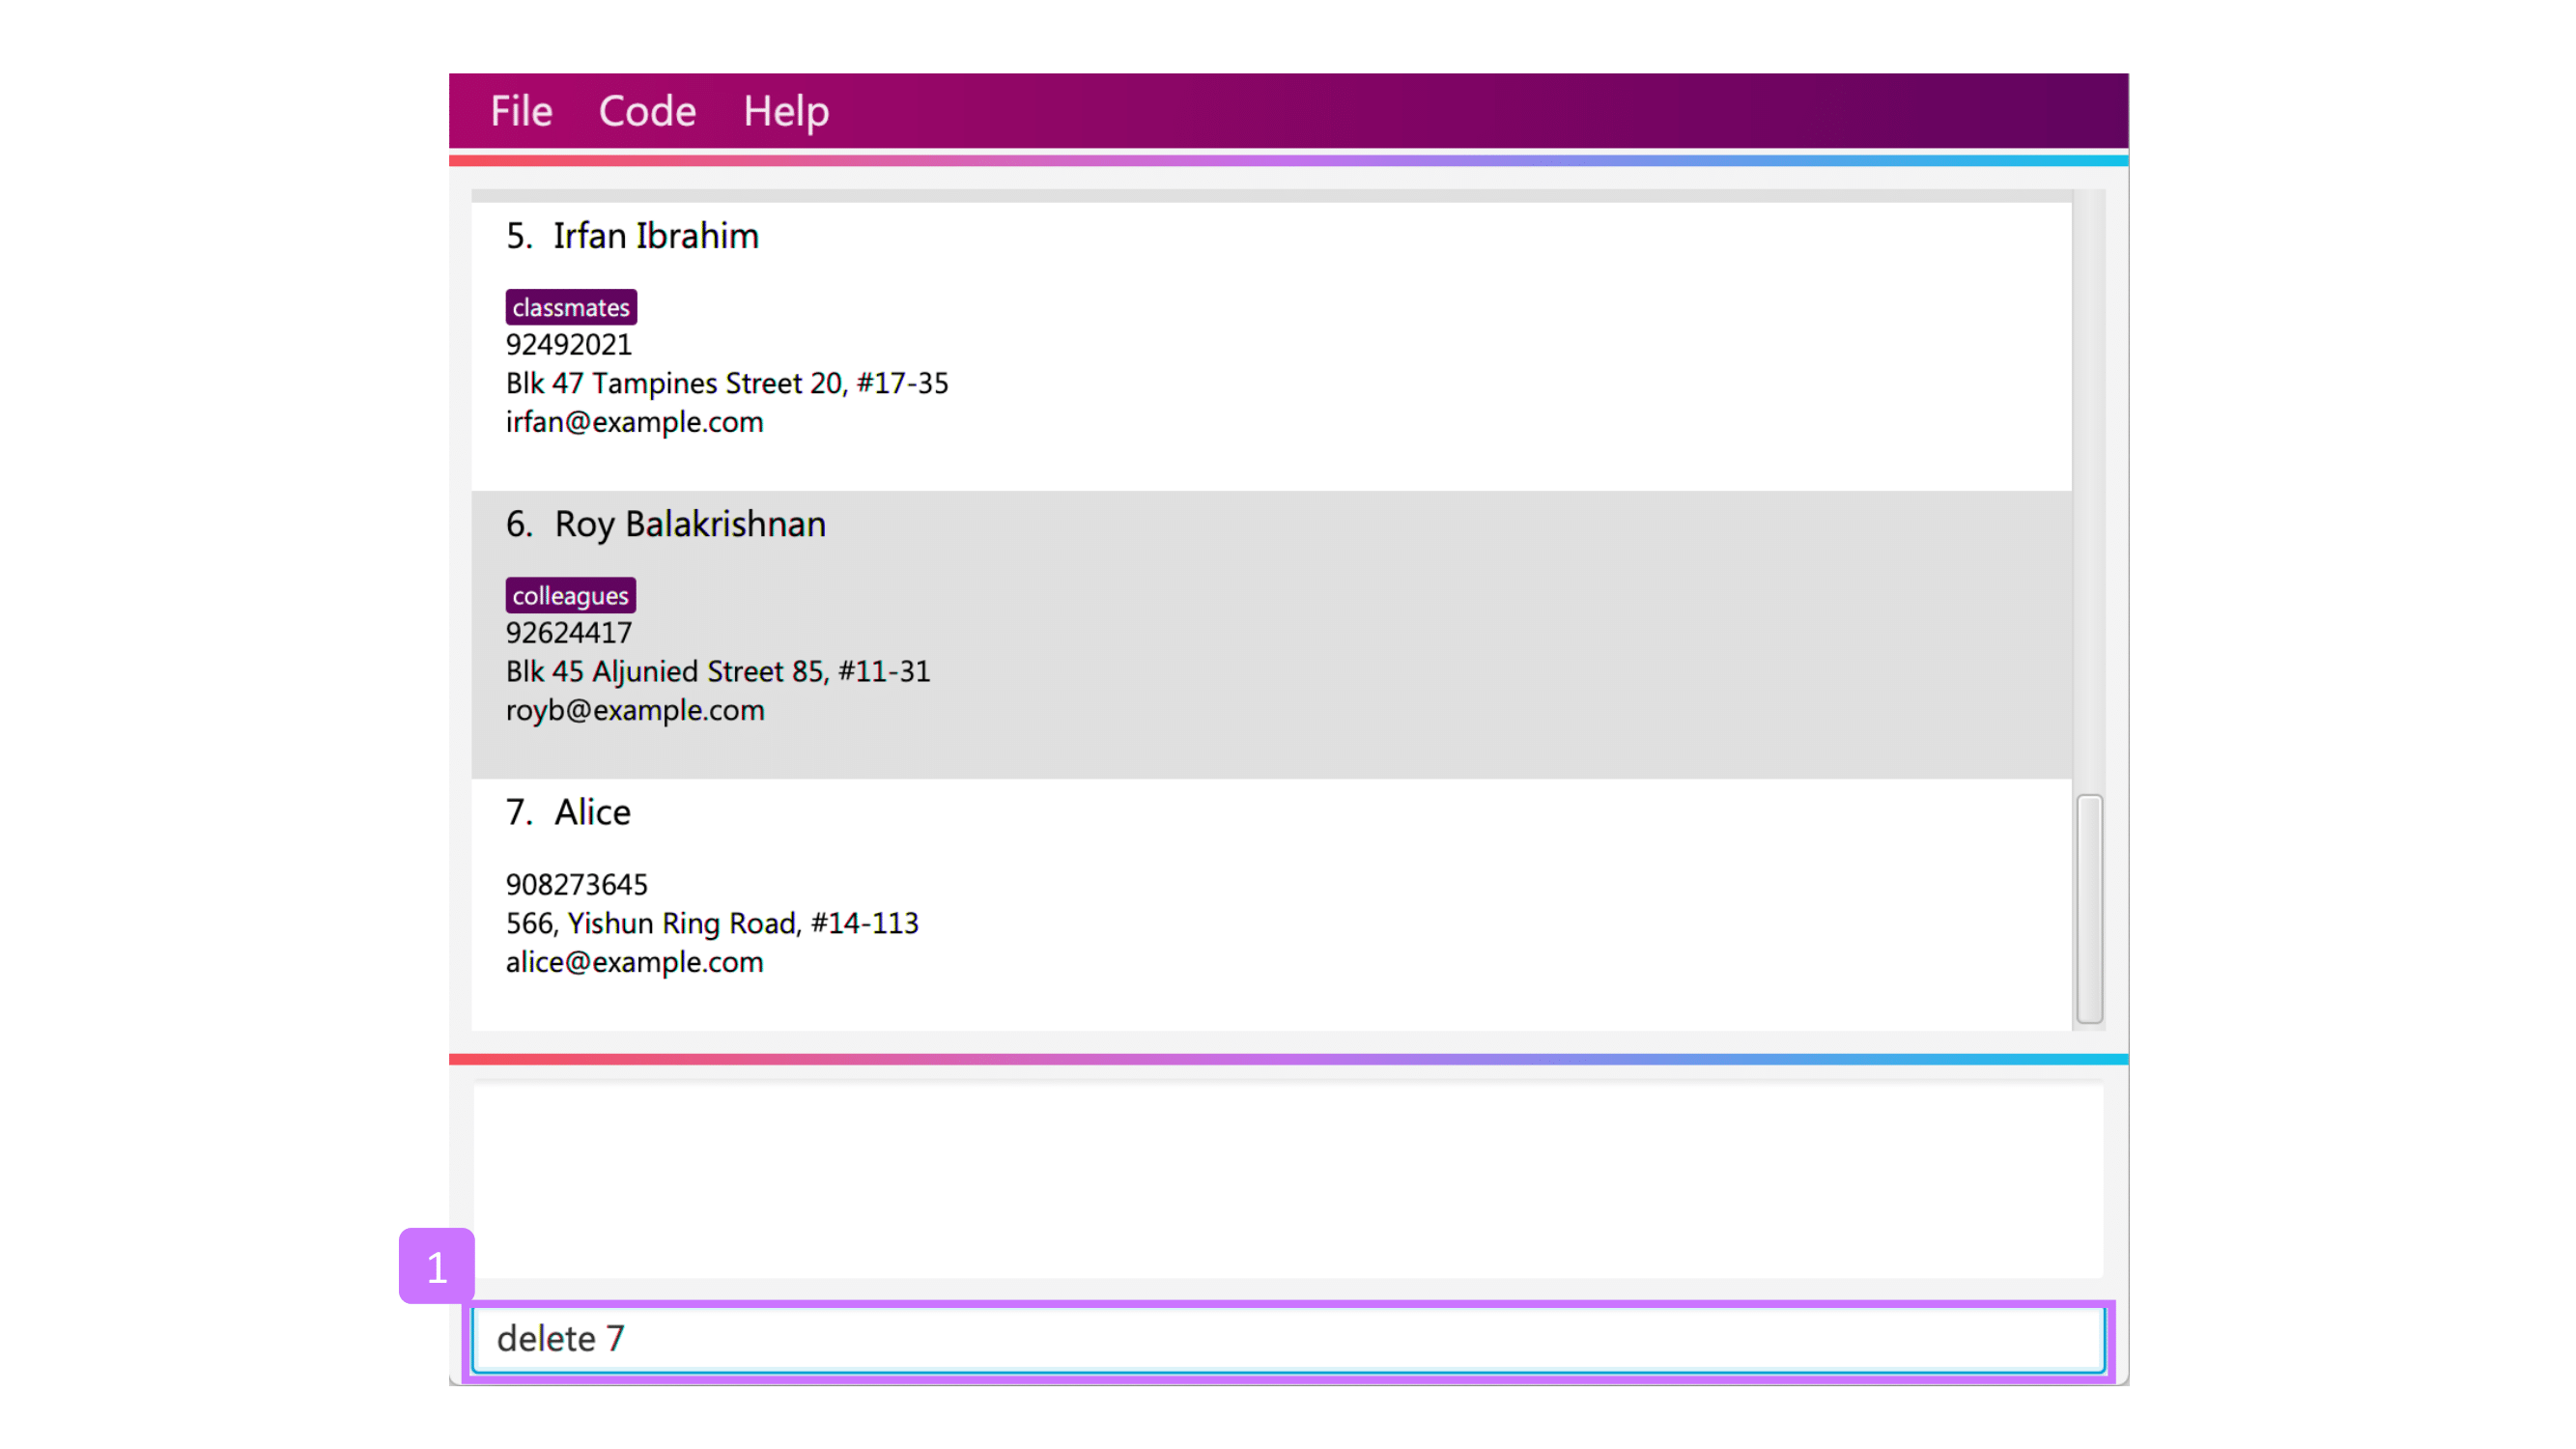 File Code Help
5. Irfan Ibrahim
classmates
92492021
Blk 47 Tampines Street 20, #17-35
irfan@example.com
6. Roy Balakrishnan
colleagues
92624417
Blk 45 Aljunied Street 85, #11-31
royb@example.com
7. Alice
908273645
566, Yishun Ring Road, #14-113
alice@example.com
1
delete 7